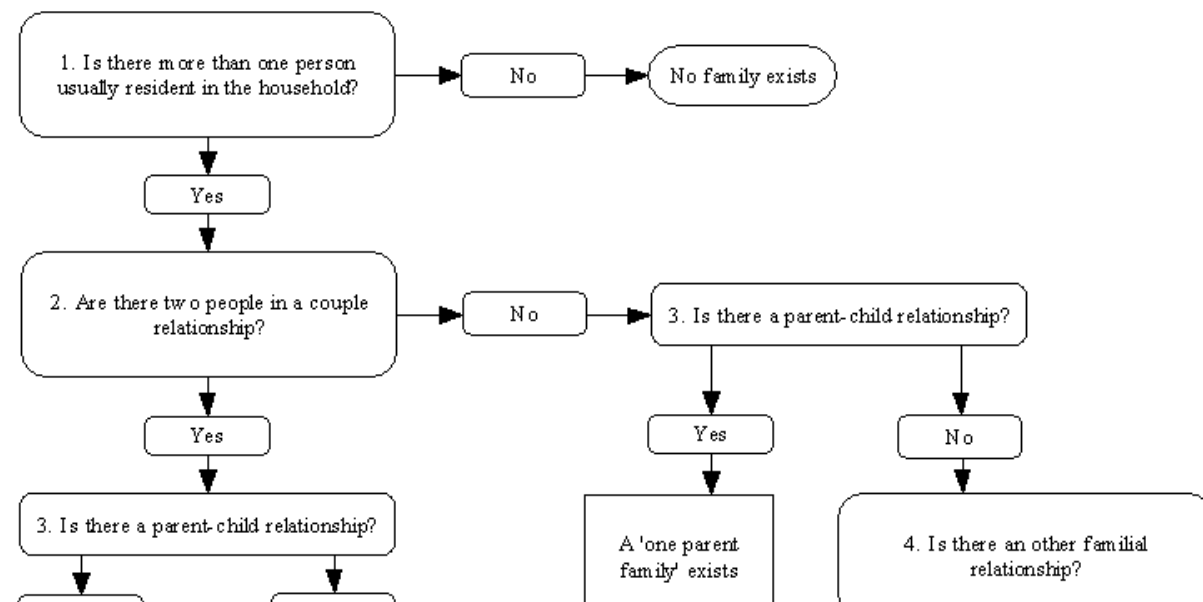 1. Is there more than one person
usually resident in the household?
No
No family exists
Yes
2. Are there two people in a couple
relationship?
No
3. Is there a parent-child relationship?
Yes
Yes
No
3. Is there a parent-child relationship?
A 'one parent
family' exists
4. Is there an other familial
relationship?